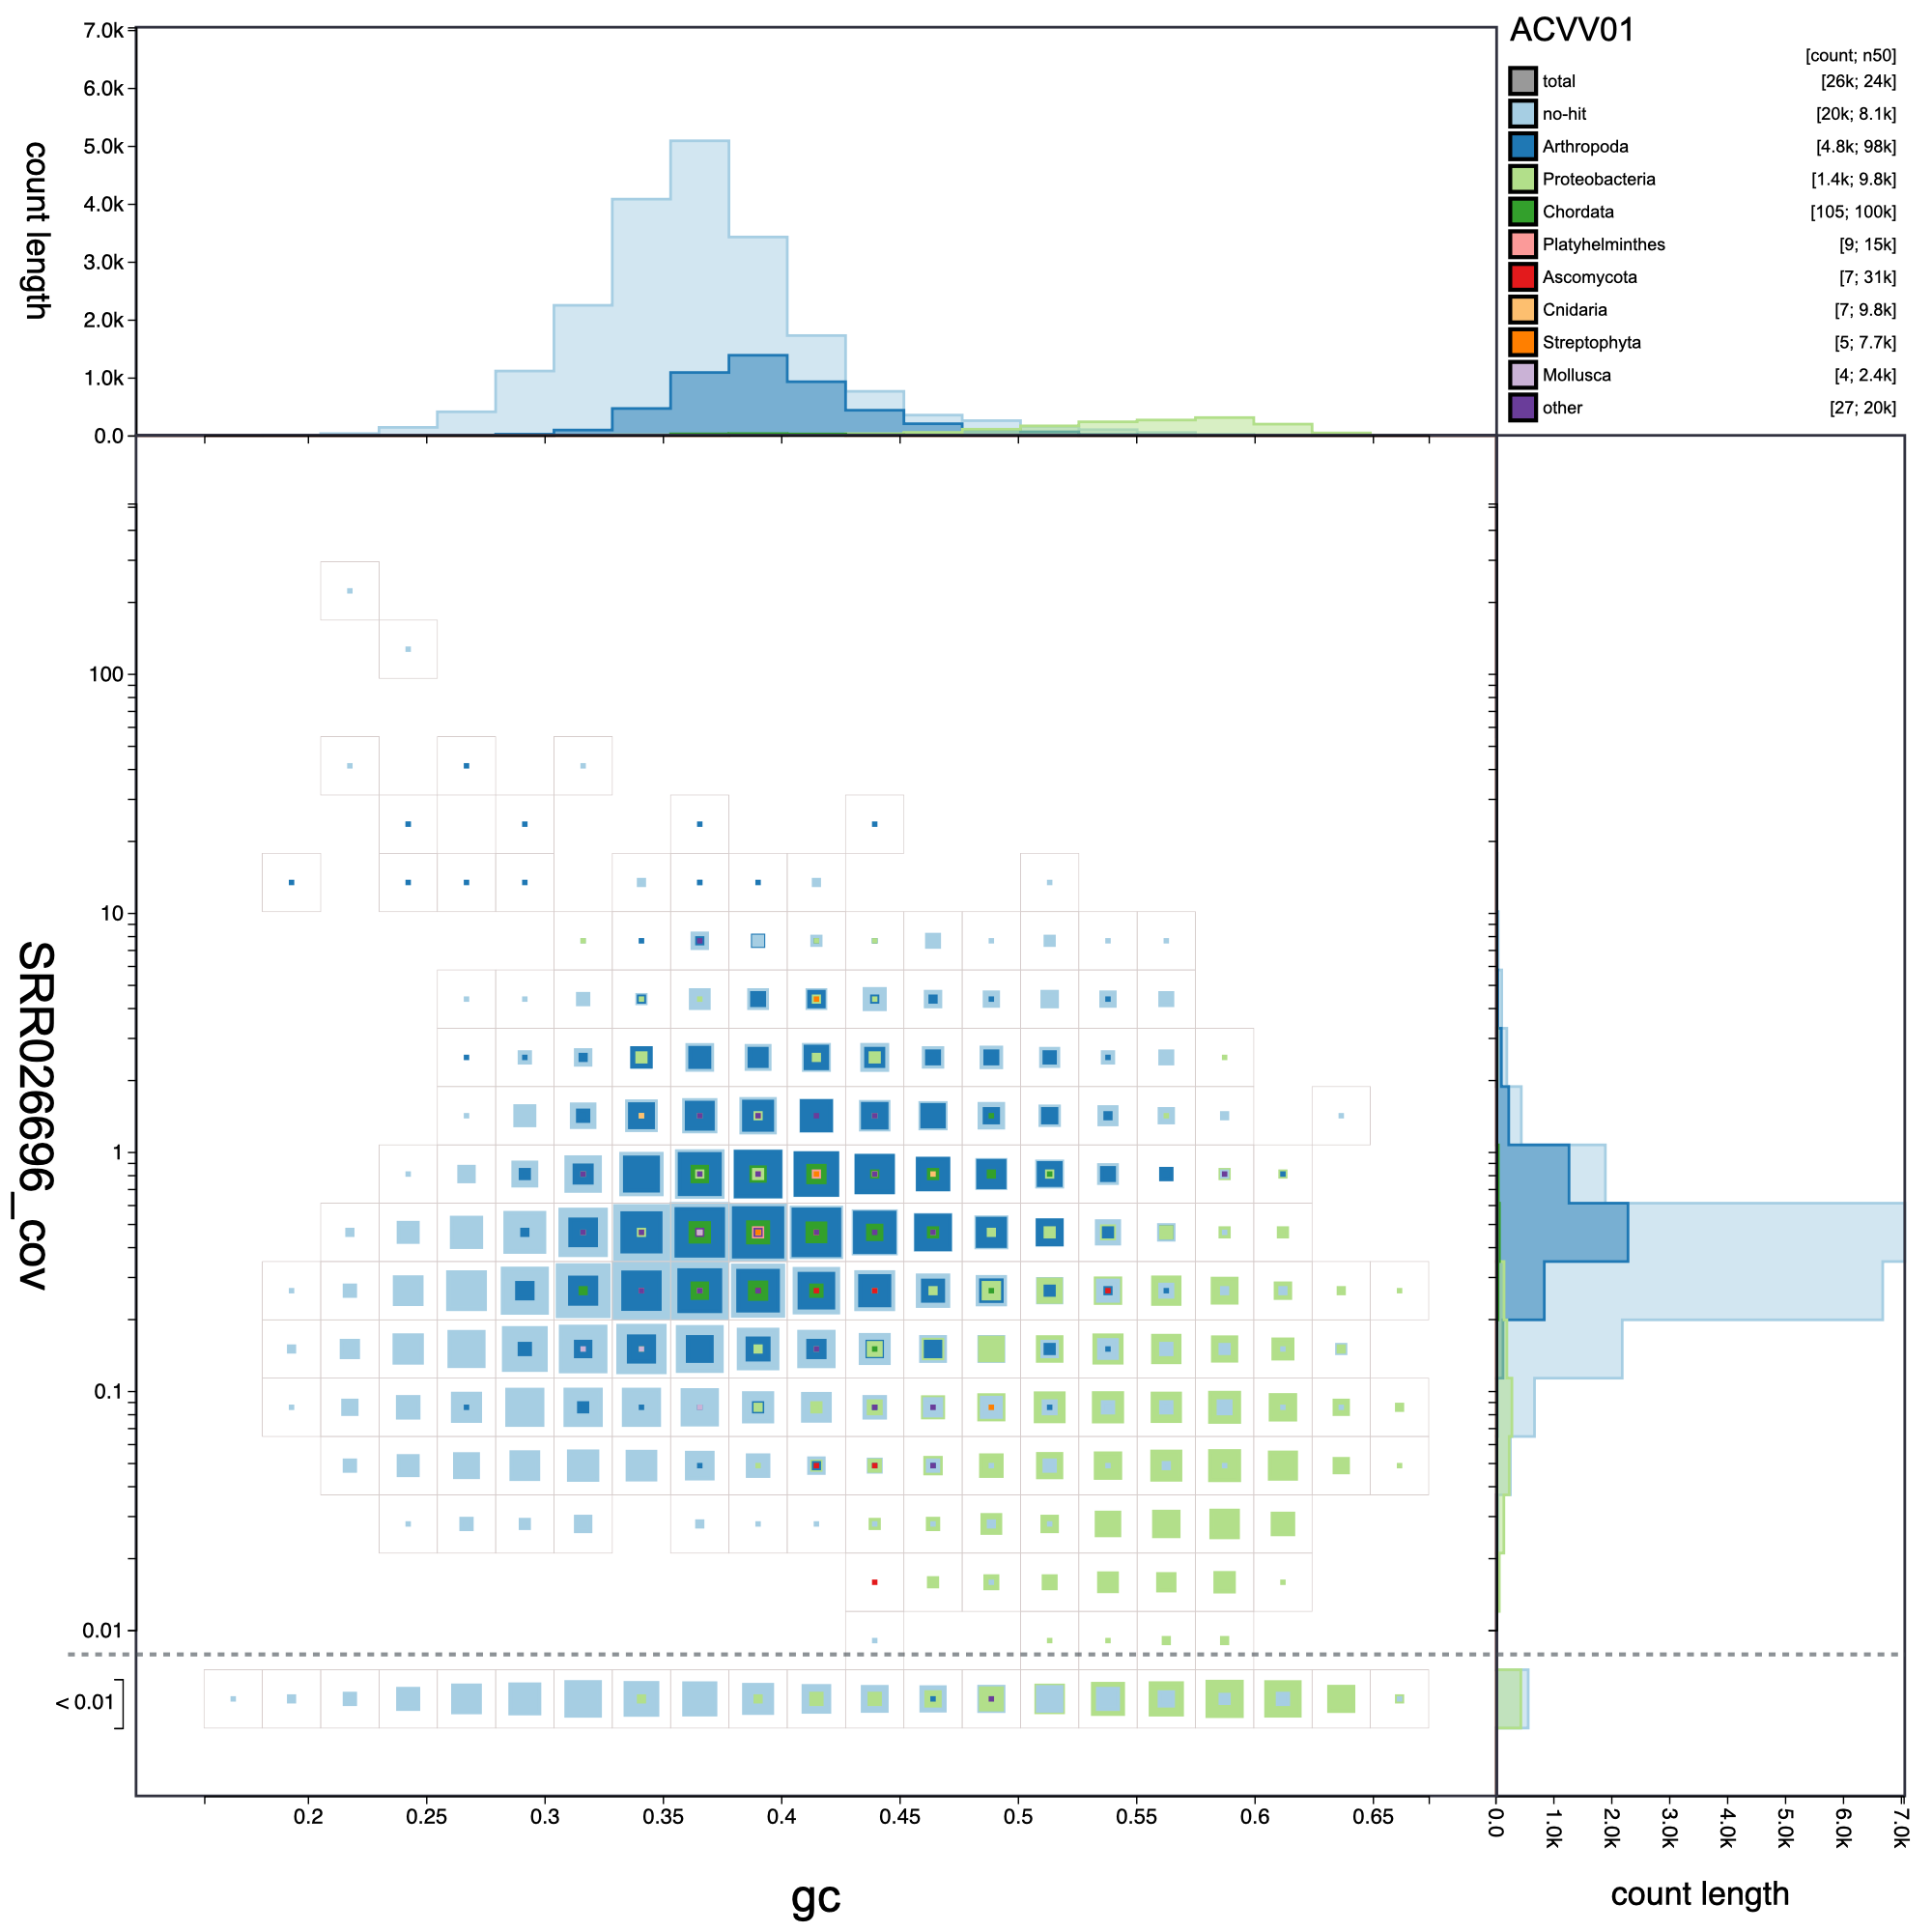 7.0k
6.0k
5.0k
4.0k
3.0k
2.0k
1.0k
0.0
count length
ACVV01
[count; n50]
total [26k; 24k]
no-hit [20k; 8.1k]
Arthropoda [4.8k; 98k]
Proteobacteria [1.4k; 9.8k]
Chordata [105; 100k]
Platyhelminthes [9; 15k]
Ascomycota [7; 31k]
Cnidaria [7; 9.8k]
Streptophyta [5; 7.7k]
Mollusca [4; 2.4k]
other [27; 20k]
100
10
1
0.1
0.01
< 0.01
SRR026696_cov
0.2 0.25 0.3 0.35 0.4 0.45 0.5 0.55 0.6 0.65
gc
0.0 1.0k 2.0k 3.0k 4.0k 5.0k 6.0k 7.0k
count length